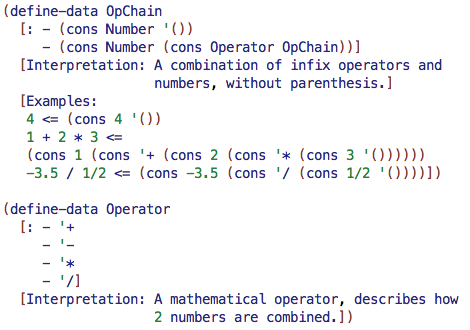 (define-data OpChain
[: - (cons Number '())
- (cons Number (cons Operator OpChain))]
[Interpretation: A combination of infix operators and
numbers, without parenthesis.]
[Examples:
4 <= (cons 4 '())
1 + 2 * 3 <=
(cons 1 (cons '+ (cons 2 (cons '* (cons 3 '())))))
-3.5 / 1/2 <= (cons -3.5 (cons '/ (cons 1/2 '())))])
(define-data Operator
[: - '+
- '-
- '*
- '/]
[Interpretation: A mathematical operator, describes how
2 numbers are combined.])